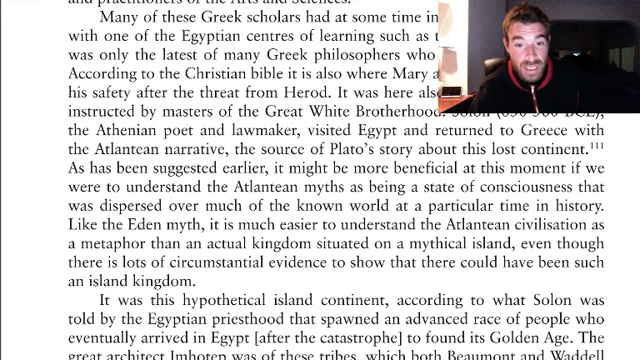 and practitioners of the Arts and Sciences.
Many of these Greek scholars had at some time in
with one of the Egyptian centres of learning such as
was only the latest of many Greek philosophers who
According to the Christian bible it is also where Mary
his safety after the threat from Herod. It was here
instructed by masters of the Great White Brotherhood. Solon
the Athenian poet and lawmaker, visited Egypt and returned to Greece with
the Atlantean narrative, the source of Plato's story about this lost continent.¹¹¹
As has been suggested earlier, it might be more beneficial at this moment if we
were to understand the Atlantean myths as being a state of consciousness that
was dispersed over much of the known world at a particular time in history.
Like the Eden myth, it is much easier to understand the Atlantean civilisation as
a metaphor than an actual kingdom situated on a mythical island, even though
there is lots of circumstantial evidence to show that there could have been such
an island kingdom.
It was this hypothetical island continent, according to what Solon was
told by the Egyptian priesthood that spawned an advanced race of people who
eventually arrived in Egypt [after the catastrophe] to found its Golden Age. The
great architect Imhotep was of these tribes, which both Beaumont and Waddell